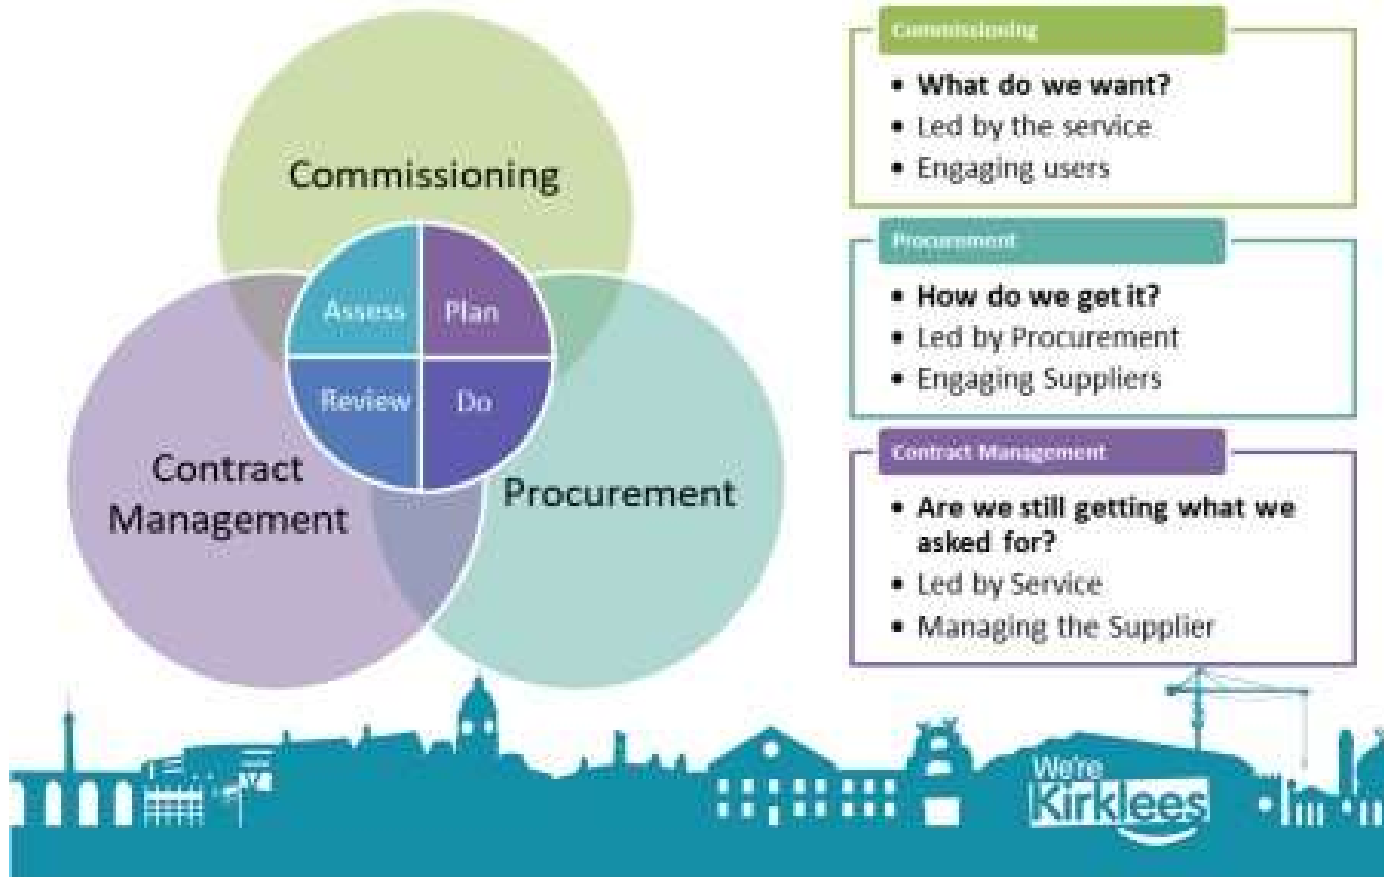 Commissioning
Assess
Plan
Review
Do
Contract
Management
Procurement
Commissioning
• What do we want?
• Led by the service
• Engaging users
Procurement
• How do we get it?
• Led by Procurement
• Engaging Suppliers
Contract Management
• Are we still getting what we
asked for?
• Led by Service
• Managing the Supplier
We're
Kirklees